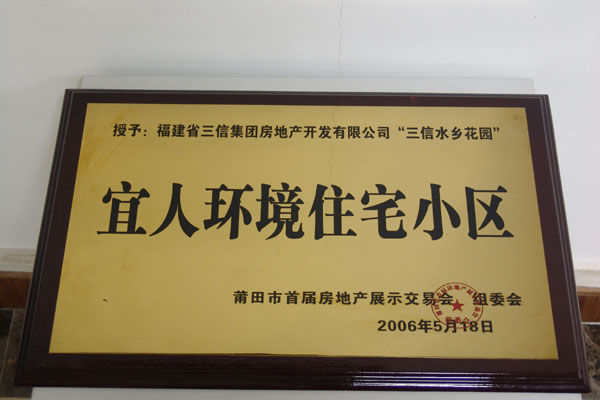 授予：福建省三信集团房地产开发有限公司“三信水乡花园”
宜人环境住宅小区
莆田市首届房地产展示交易会 组委会
2006年5月18日